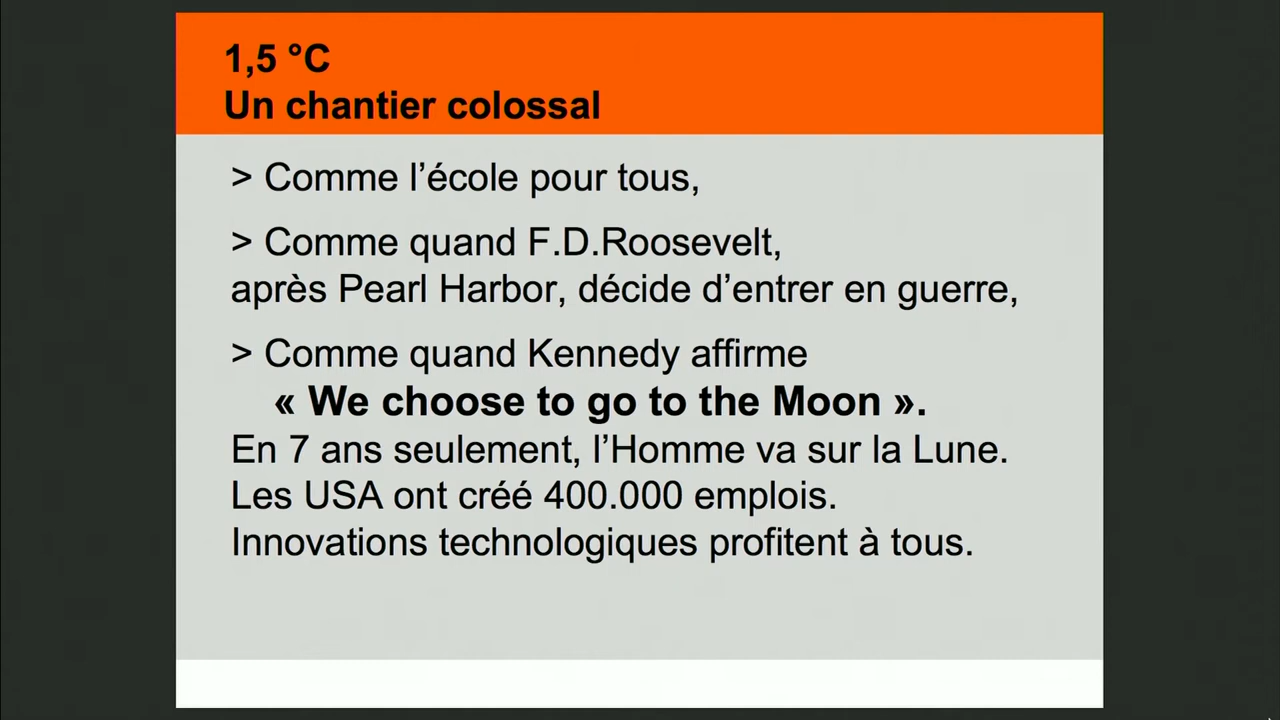 1,5 °C
Un chantier colossal
> Comme l’école pour tous,
> Comme quand F.D.Roosevelt,
après Pearl Harbor, décide d’entrer en guerre,
> Comme quand Kennedy affirme
« We choose to go to the Moon ».
En 7 ans seulement, l’Homme va sur la Lune.
Les USA ont créé 400.000 emplois.
Innovations technologiques profitent à tous.